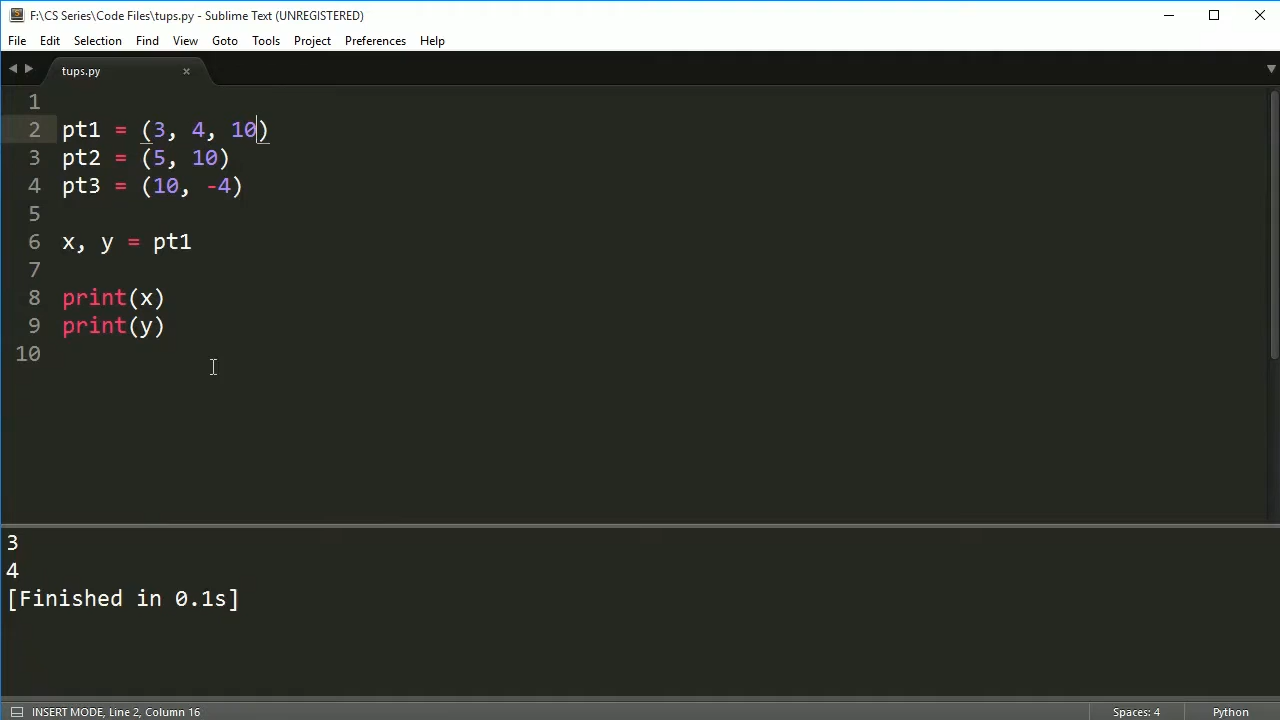 F:\CS Series\Code Files\tups.py - Sublime Text (UNREGISTERED)
File Edit Selection Find View Goto Tools Project Preferences Help
tups.py
1
2 pt1 = (3, 4, 10)
3 pt2 = (5, 10)
4 pt3 = (10, -4)
5
6 x, y = pt1
7
8 print(x)
9 print(y)
10
3
4
[Finished in 0.1s]
INSERT MODE, Line 2, Column 16 Spaces: 4 Python